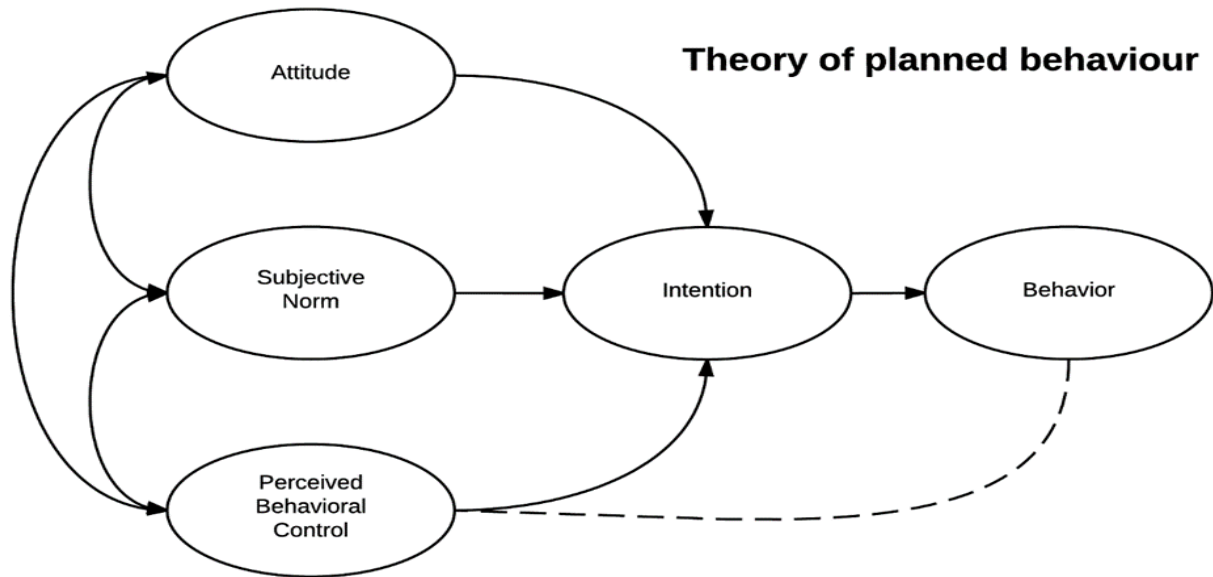 Attitude
Theory of planned behaviour
Subjective
Norm
Intention
Behavior
Perceived
Behavioral
Control